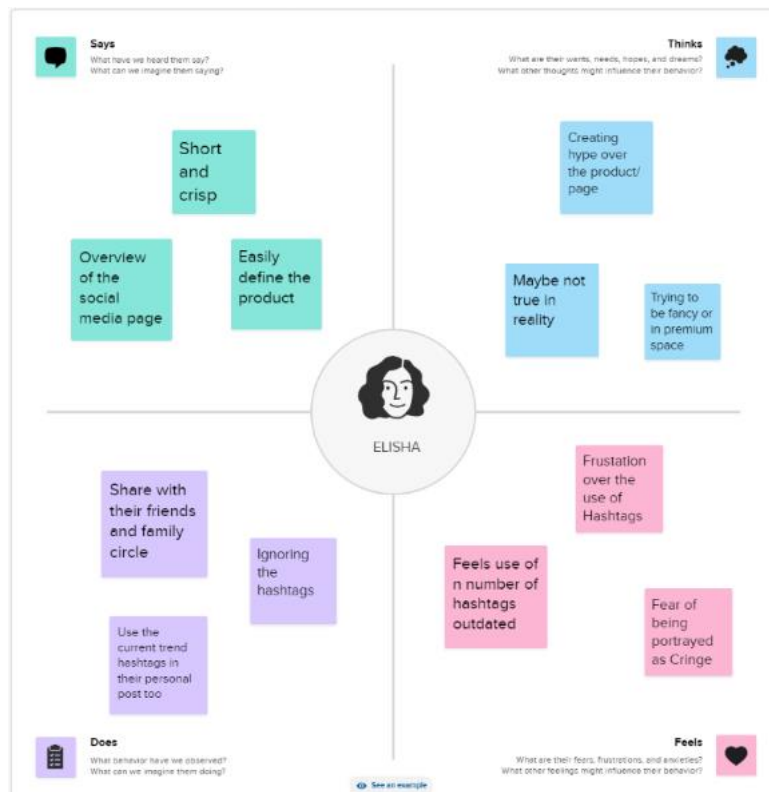 Says
What have we heard them say?
What can we imagine them saying?
Short
and
crisp
Overview
of the
social
media page
Easily
define the
product
Thinks
What are their wants, needs, hopes, and dreams?
What other thoughts might influence their behavior?
Creating
hype over
the product/
page
Maybe not
true in
reality
Trying to
be fancy or
in premium
space
ELISHA
Share with
their friends
and family
circle
Ignoring
the
hashtags
Use the
current trend
hashtags in
their personal
post too
Does
What behavior have we observed?
What can we imagine them doing?
Frustation
over the
use of
Hashtags
Feels use of
n number of
hashtags
outdated
Fear of
being
portrayed
as Cringe
Feels
What are their fears, frustrations, and anxieties?
What other feelings might influence their behavior?
See an example